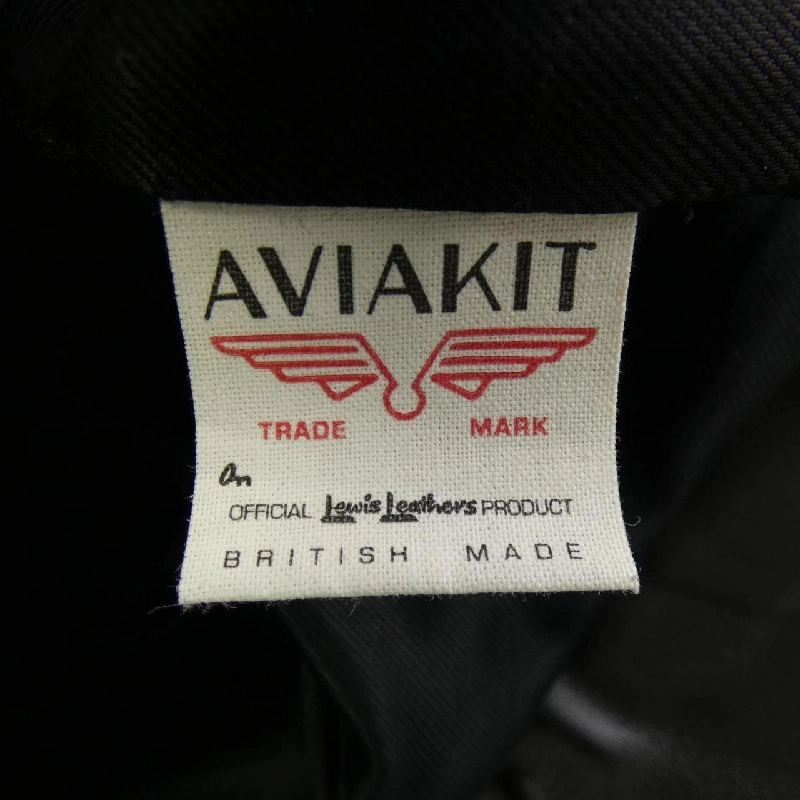 AVIAKIT
TRADE MARK
An
OFFICIAL Lewis Leathers PRODUCT
BRITISH MADE